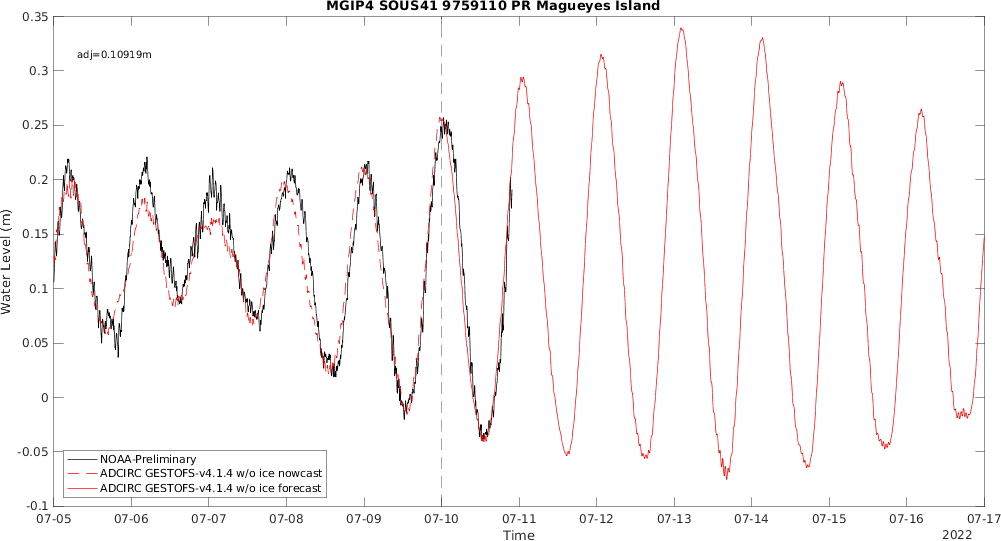 MGIP4 SOUS41 9759110 PR Magueyes Island
0.35
0.3
0.25
0.2
0.15
0.1
0.05
0
-0.05
-0.1
Water Level (m)
adj=0.10919m
NOAA-Preliminary
ADCIRC GESTOFS-v4.1.4 w/o ice nowcast
ADCIRC GESTOFS-v4.1.4 w/o ice forecast
07-05 07-06 07-07 07-08 07-09 07-10 07-11 07-12 07-13 07-14 07-15 07-16 07-17
Time
2022